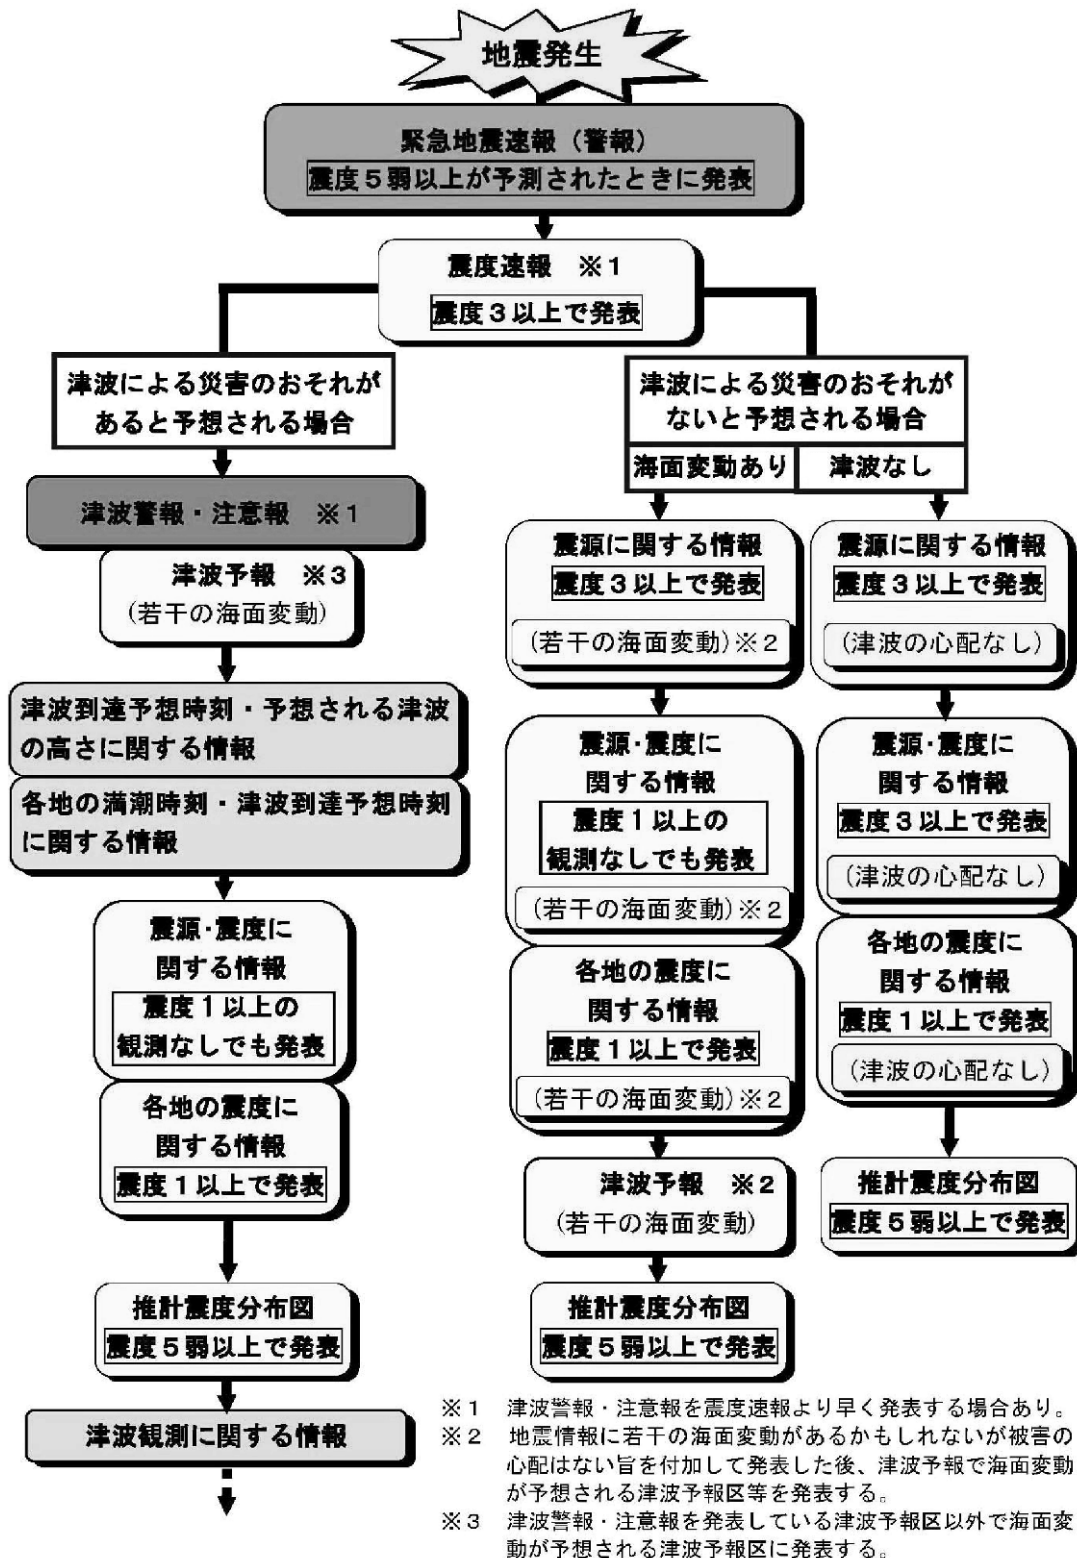 地震発生
緊急地震速報（警報）
震度５弱以上が予測されたときに発表
震度速報　※１
震度３以上で発表
津波による災害のおそれが
あると予想される場合
津波警報・注意報　※１
津波予報　※３
(若干の海面変動)
津波到達予想時刻・予想される津波
の高さに関する情報
各地の満潮時刻・津波到達予想時刻
に関する情報
震源･震度に
関する情報
震度１以上の
観測なしでも発表
各地の震度に
関する情報
震度１以上で発表
推計震度分布図
震度５弱以上で発表
津波観測に関する情報
津波による災害のおそれが
ないと予想される場合
海面変動あり
津波なし
震源に関する情報
震度３以上で発表
(若干の海面変動)※２
震源･震度に
関する情報
震度１以上の
観測なしでも発表
(若干の海面変動)※２
各地の震度に
関する情報
震度１以上で発表
(若干の海面変動)※２
津波予報　※２
(若干の海面変動)
推計震度分布図
震度５弱以上で発表
震源に関する情報
震度３以上で発表
(津波の心配なし)
震源･震度に
関する情報
震度３以上で発表
(津波の心配なし)
各地の震度に
関する情報
震度１以上で発表
(津波の心配なし)
推計震度分布図
震度５弱以上で発表
※１　津波警報・注意報を震度速報より早く発表する場合あり。
※２　地震情報に若干の海面変動があるかもしれないが被害の
心配はない旨を付加して発表した後、津波予報で海面変動
が予想される津波予報区等を発表する。
※３　津波警報・注意報を発表している津波予報区以外で海面変
動が予想される津波予報区に発表する。